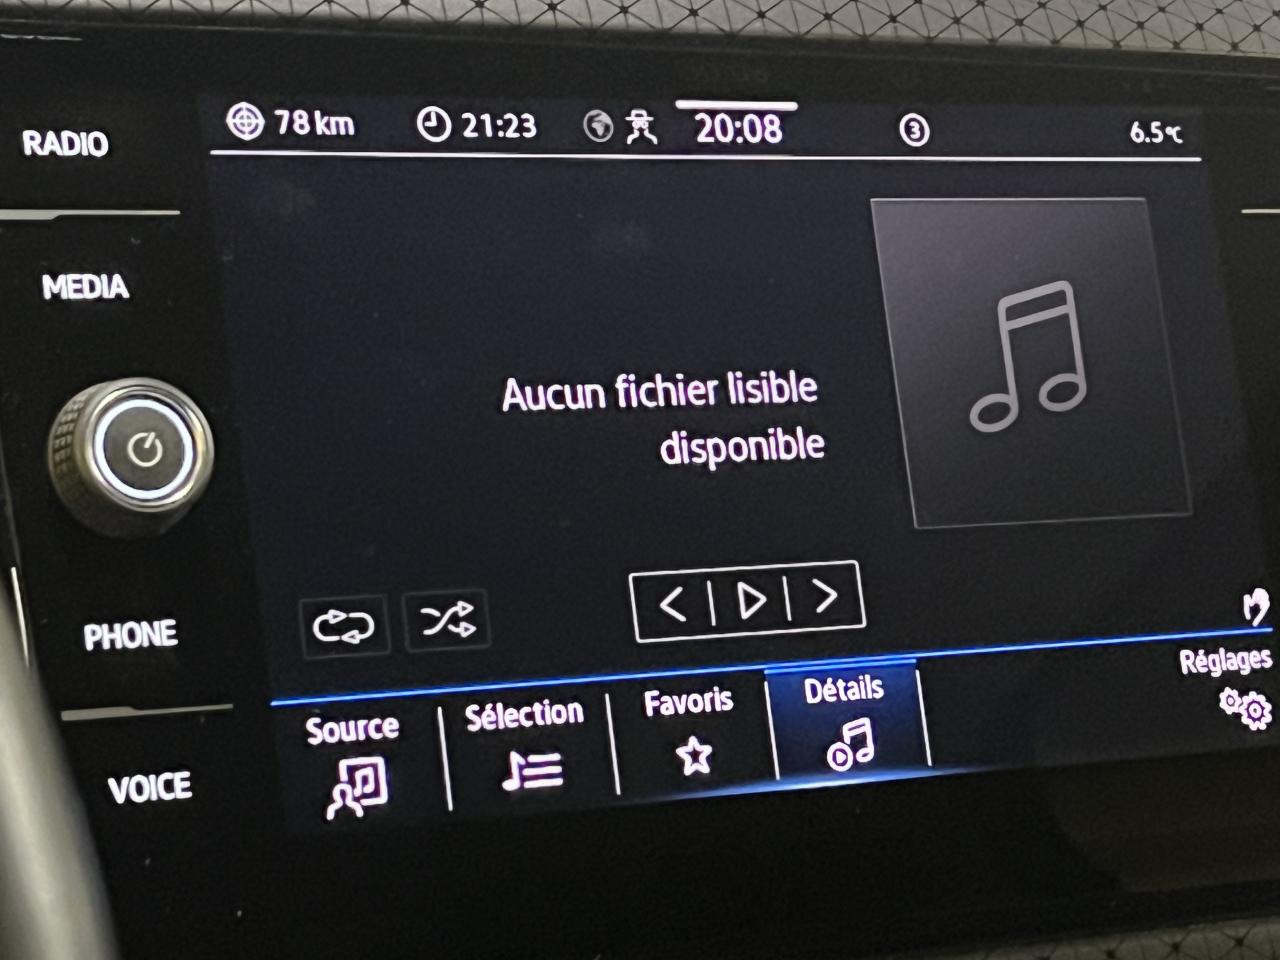 78 km 21:23 20:08 3 6.5°C
RADIO
MEDIA
Aucun fichier lisible
disponible
PHONE
VOICE
Source Sélection Favoris Détails Réglages